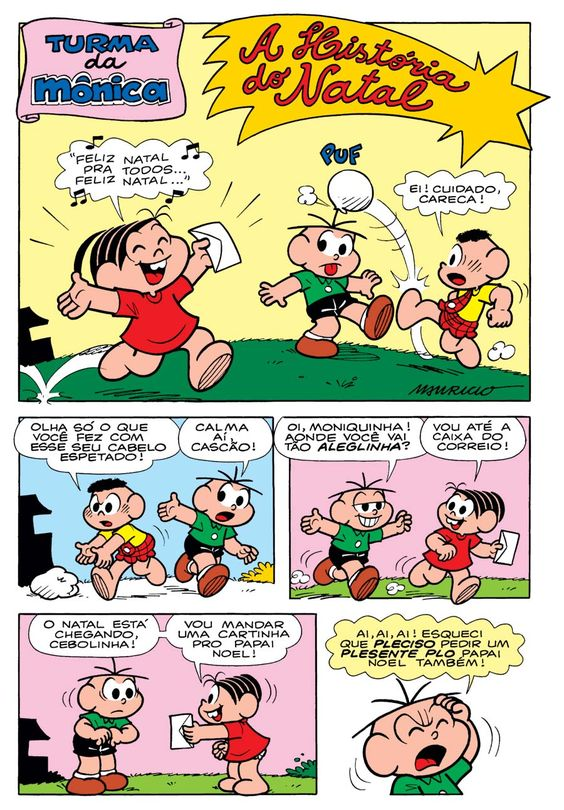 TURMA
da
mônica
A História
do Natal
"FELIZ NATAL
PRA TODOS...
FELIZ NATAL..."
PUF
EI! CUIDADO,
CARECA!
MAURICIO
OLHA SÓ O QUE
VOCÊ FEZ COM
ESSE SEU CABELO
ESPETADO!
CALMA
AÍ,
CASCÃO!
OI, MONIQUINHA!
AONDE VOCÊ VAI
TÃO ALEGLINHA?
VOU ATÉ A
CAIXA DO
CORREIO!
O NATAL ESTÁ
CHEGANDO,
CEBOLINHA!
VOU MANDAR
UMA CARTINHA
PRO PAPAI
NOEL!
AI, AI, AI! ESQUECI
QUE PLECISO PEDIR UM
PLESENTE PLO PAPAI
NOEL TAMBÉM!